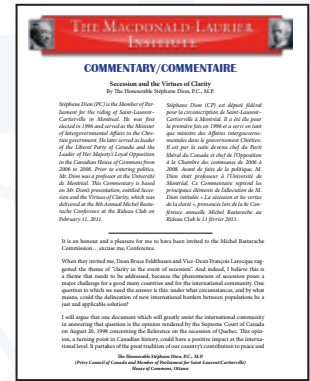 THE MACDONALD-LAURIER
INSTITUTE
COMMENTARY/COMMENTAIRE
Secession and the Virtues of Clarity
By The Honourable Stéphane Dion, P.C., M.P.
Stéphane Dion (PC) is the Member of Par-
liament for the riding of Saint-Laurent–
Cartierville in Montreal. He was first
elected in 1996 and served as the Minister
of Intergovernmental Affairs in the Chre-
tien government. He later served as leader
of the Liberal Party of Canada and the
Leader of Her Majesty's Loyal Opposition
in the Canadian House of Commons from
2006 to 2008. Prior to entering politics,
Mr. Dion was a professor at the Université
de Montréal. This Commentary is based
on Mr. Dion's presentation, entitled Seces-
sion and the Virtues of Clarity, which was
delivered at the 8th Annual Michel Basta-
rache Conference at the Rideau Club on
February 11, 2011.
Stéphane Dion (CP) est député fédéral
pour la circonscription de Saint-Laurent–
Cartierville à Montréal. Il a été élu pour
la première fois en 1996 et a servi en tant
que ministre des Affaires intergouverne-
mentales dans le gouvernement Chrétien.
Il est par la suite devenu chef du Parti
libéral du Canada et chef de l'Opposition
à la Chambre des communes de 2006 à
2008. Avant de faire de la politique, M.
Dion était professeur à l'Université de
Montréal. Ce Commentaire reprend les
principaux éléments de l'allocution de M.
Dion intitulée « La sécession et les vertus
de la clarté », prononcée lors de la 8e Con-
férence annuelle Michel Bastarache au
Rideau Club le 11 février 2011.
It is an honour and a pleasure for me to have been invited to the Michel Bastarache
Commission… excuse me, Conference.
When they invited me, Dean Bruce Feldthusen and Vice-Dean François Larocque sug-
gested the theme of "clarity in the event of secession". And indeed, I believe this is
a theme that needs to be addressed, because the phenomenon of secession poses a
major challenge for a good many countries and for the international community. One
question to which we need the answer is this: under what circumstances, and by what
means, could the delineation of new international borders between populations be a
just and applicable solution?
I will argue that one document which will greatly assist the international community
in answering that question is the opinion rendered by the Supreme Court of Canada
on August 20, 1998 concerning the Reference on the secession of Quebec. This opin-
ion, a turning point in Canadian history, could have a positive impact at the interna-
tional level. It partakes of the great tradition of our country's contribution to peace and
The Honourable Stéphane Dion, P.C., M.P.
(Privy Council of Canada and Member of Parliament for Saint-Laurent/Cartierville)
House of Commons, Ottawa